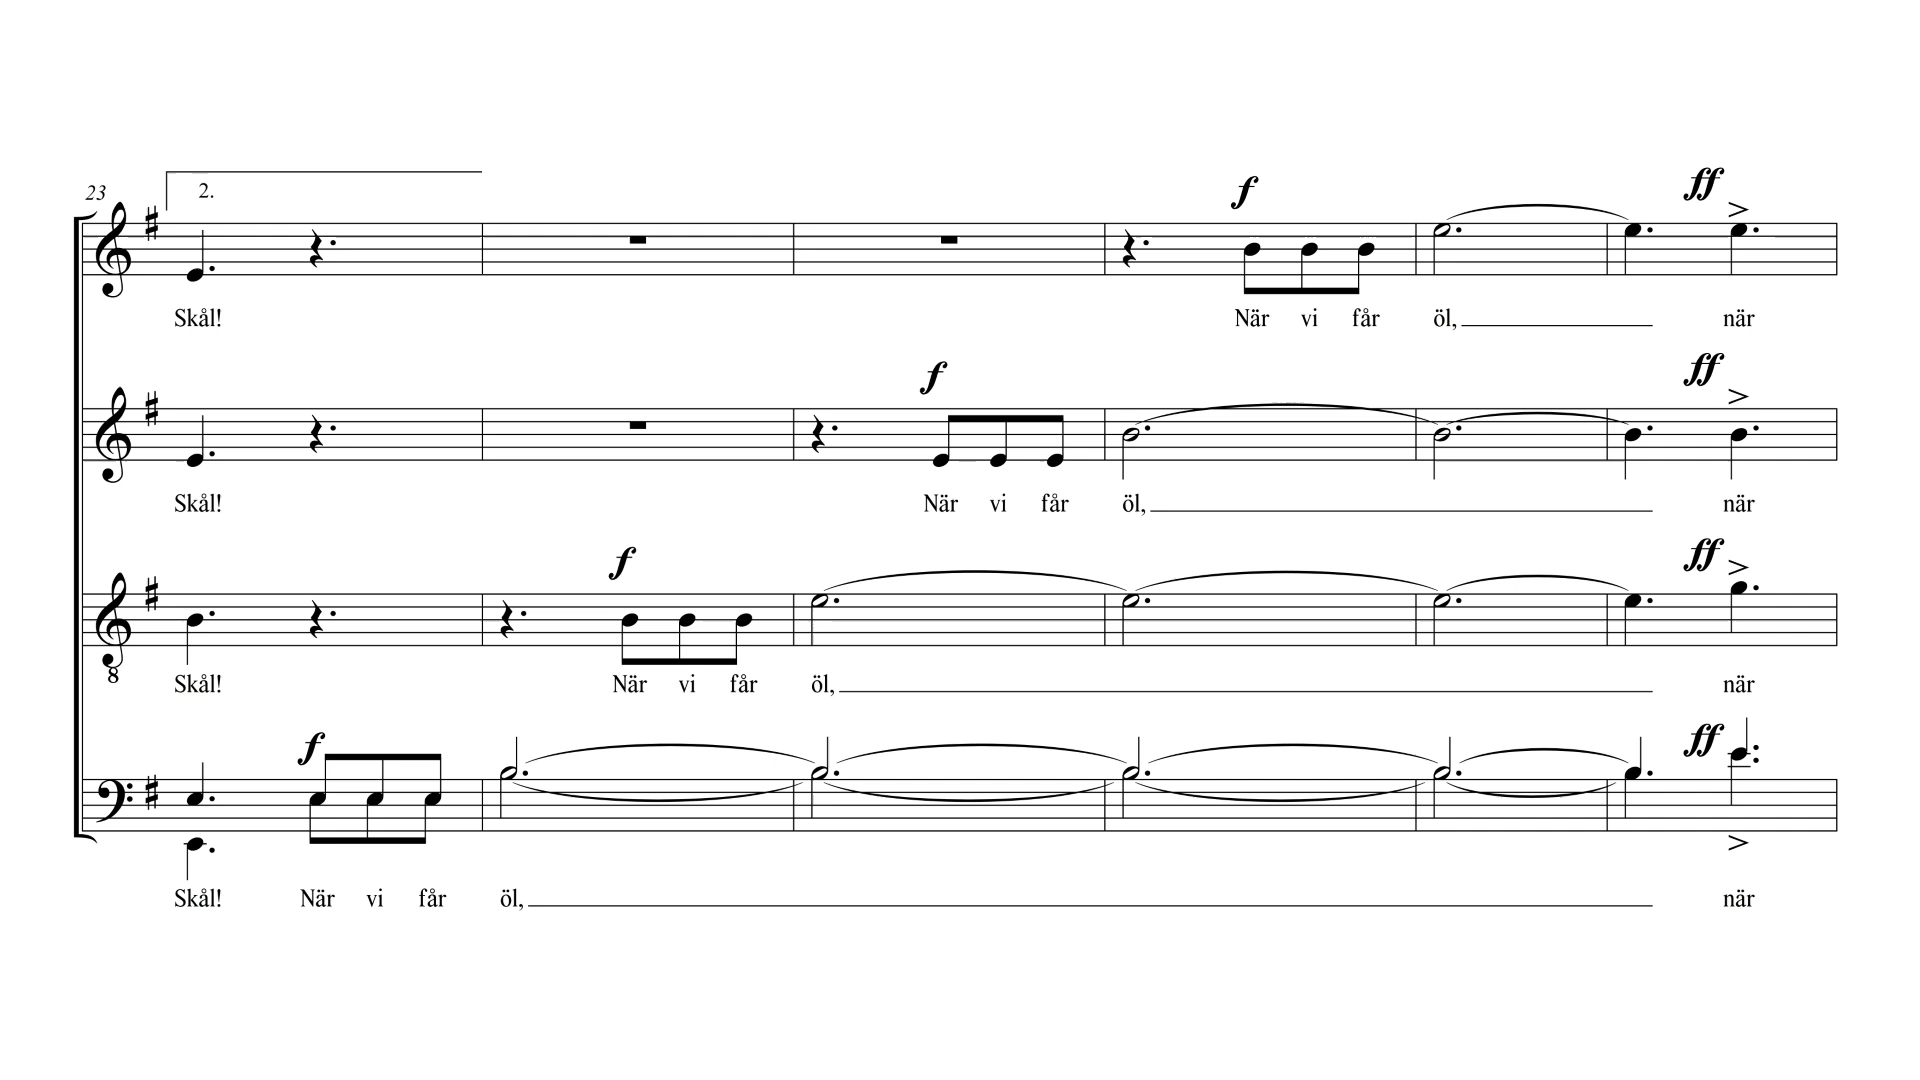 23
2.
f
ff
Skål! När vi får öl, när
f
ff
Skål! När vi får öl, när
f
ff
8
Skål! När vi får öl, när
f
ff
Skål! När vi får öl, när